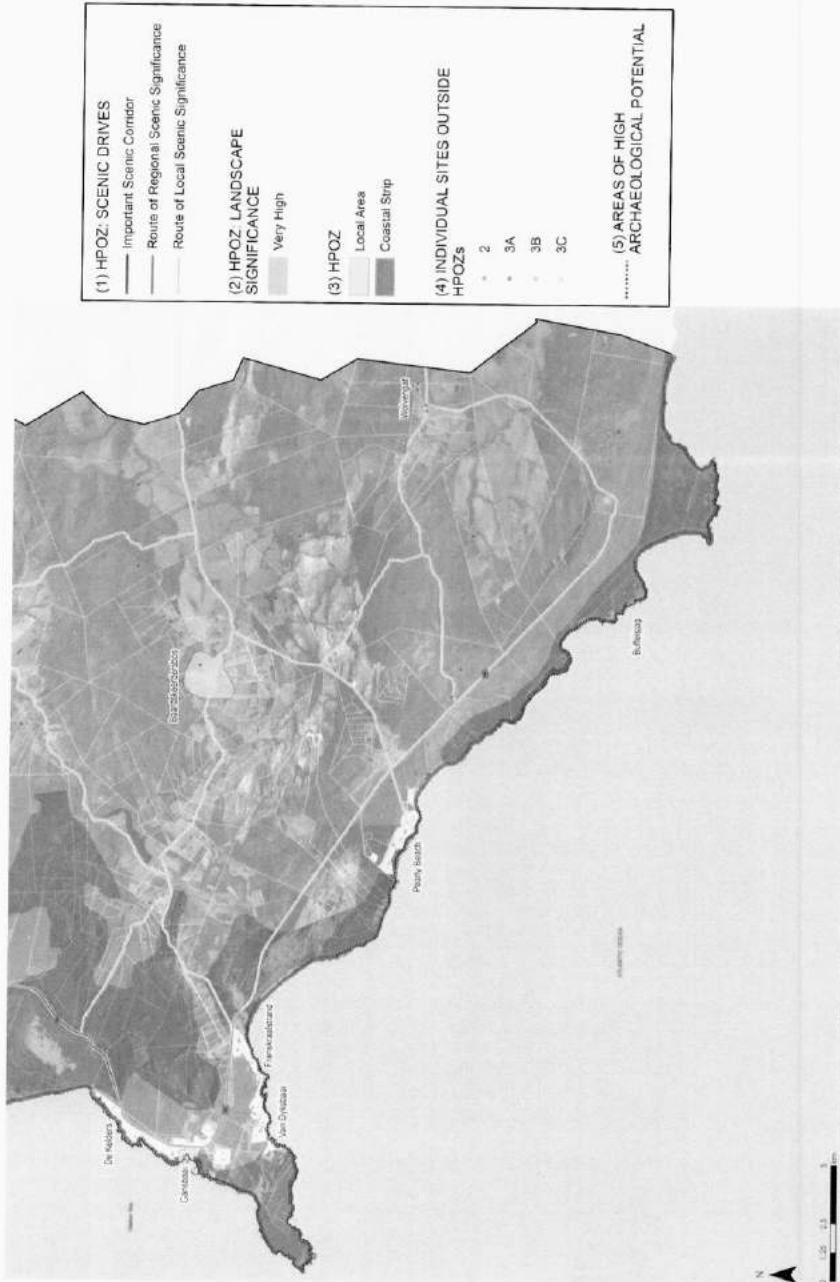 (1) HPOZ: SCENIC DRIVES
Important Scenic Corridor
Route of Regional Scenic Significance
Route of Local Scenic Significance
(2) HPOZ: LANDSCAPE
SIGNIFICANCE
Very High
(3) HPOZ
Local Area
Coastal Strip
(4) INDIVIDUAL SITES OUTSIDE
HPOZs
2
3A
3B
3C
(5) AREAS OF HIGH
ARCHAEOLOGICAL POTENTIAL
De Kelders
Gansbaai
Van Dyksbaai
Franskraalstrand
Baardskeerdersbos
Pearly Beach
Wolvengat
Buffeljag
N